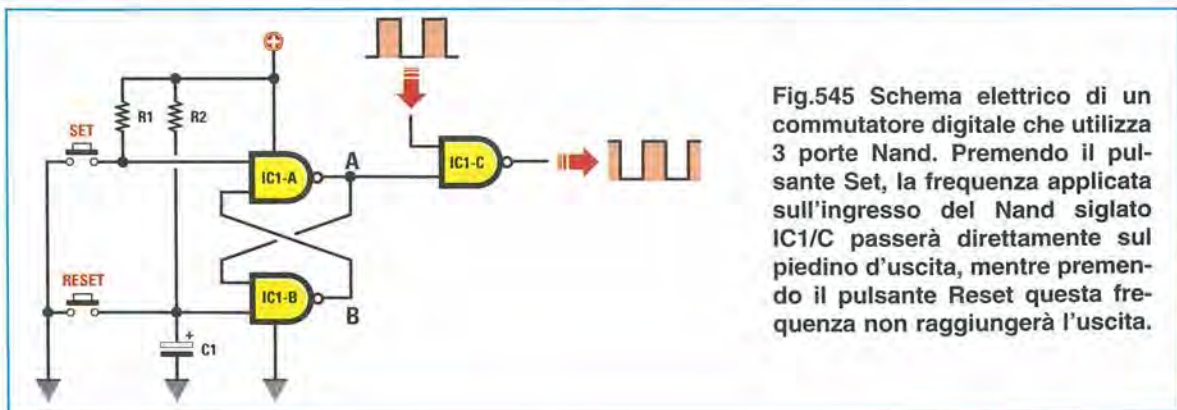 SET
R1
R2
IC1-A
A
IC1-C
RESET
IC1-B
B
+
C1
Fig.545 Schema elettrico di un
commutatore digitale che utilizza
3 porte Nand. Premendo il pul-
sante Set, la frequenza applicata
sull'ingresso del Nand siglato
IC1/C passerà direttamente sul
piedino d'uscita, mentre premen-
do il pulsante Reset questa fre-
quenza non raggiungerà l'uscita.